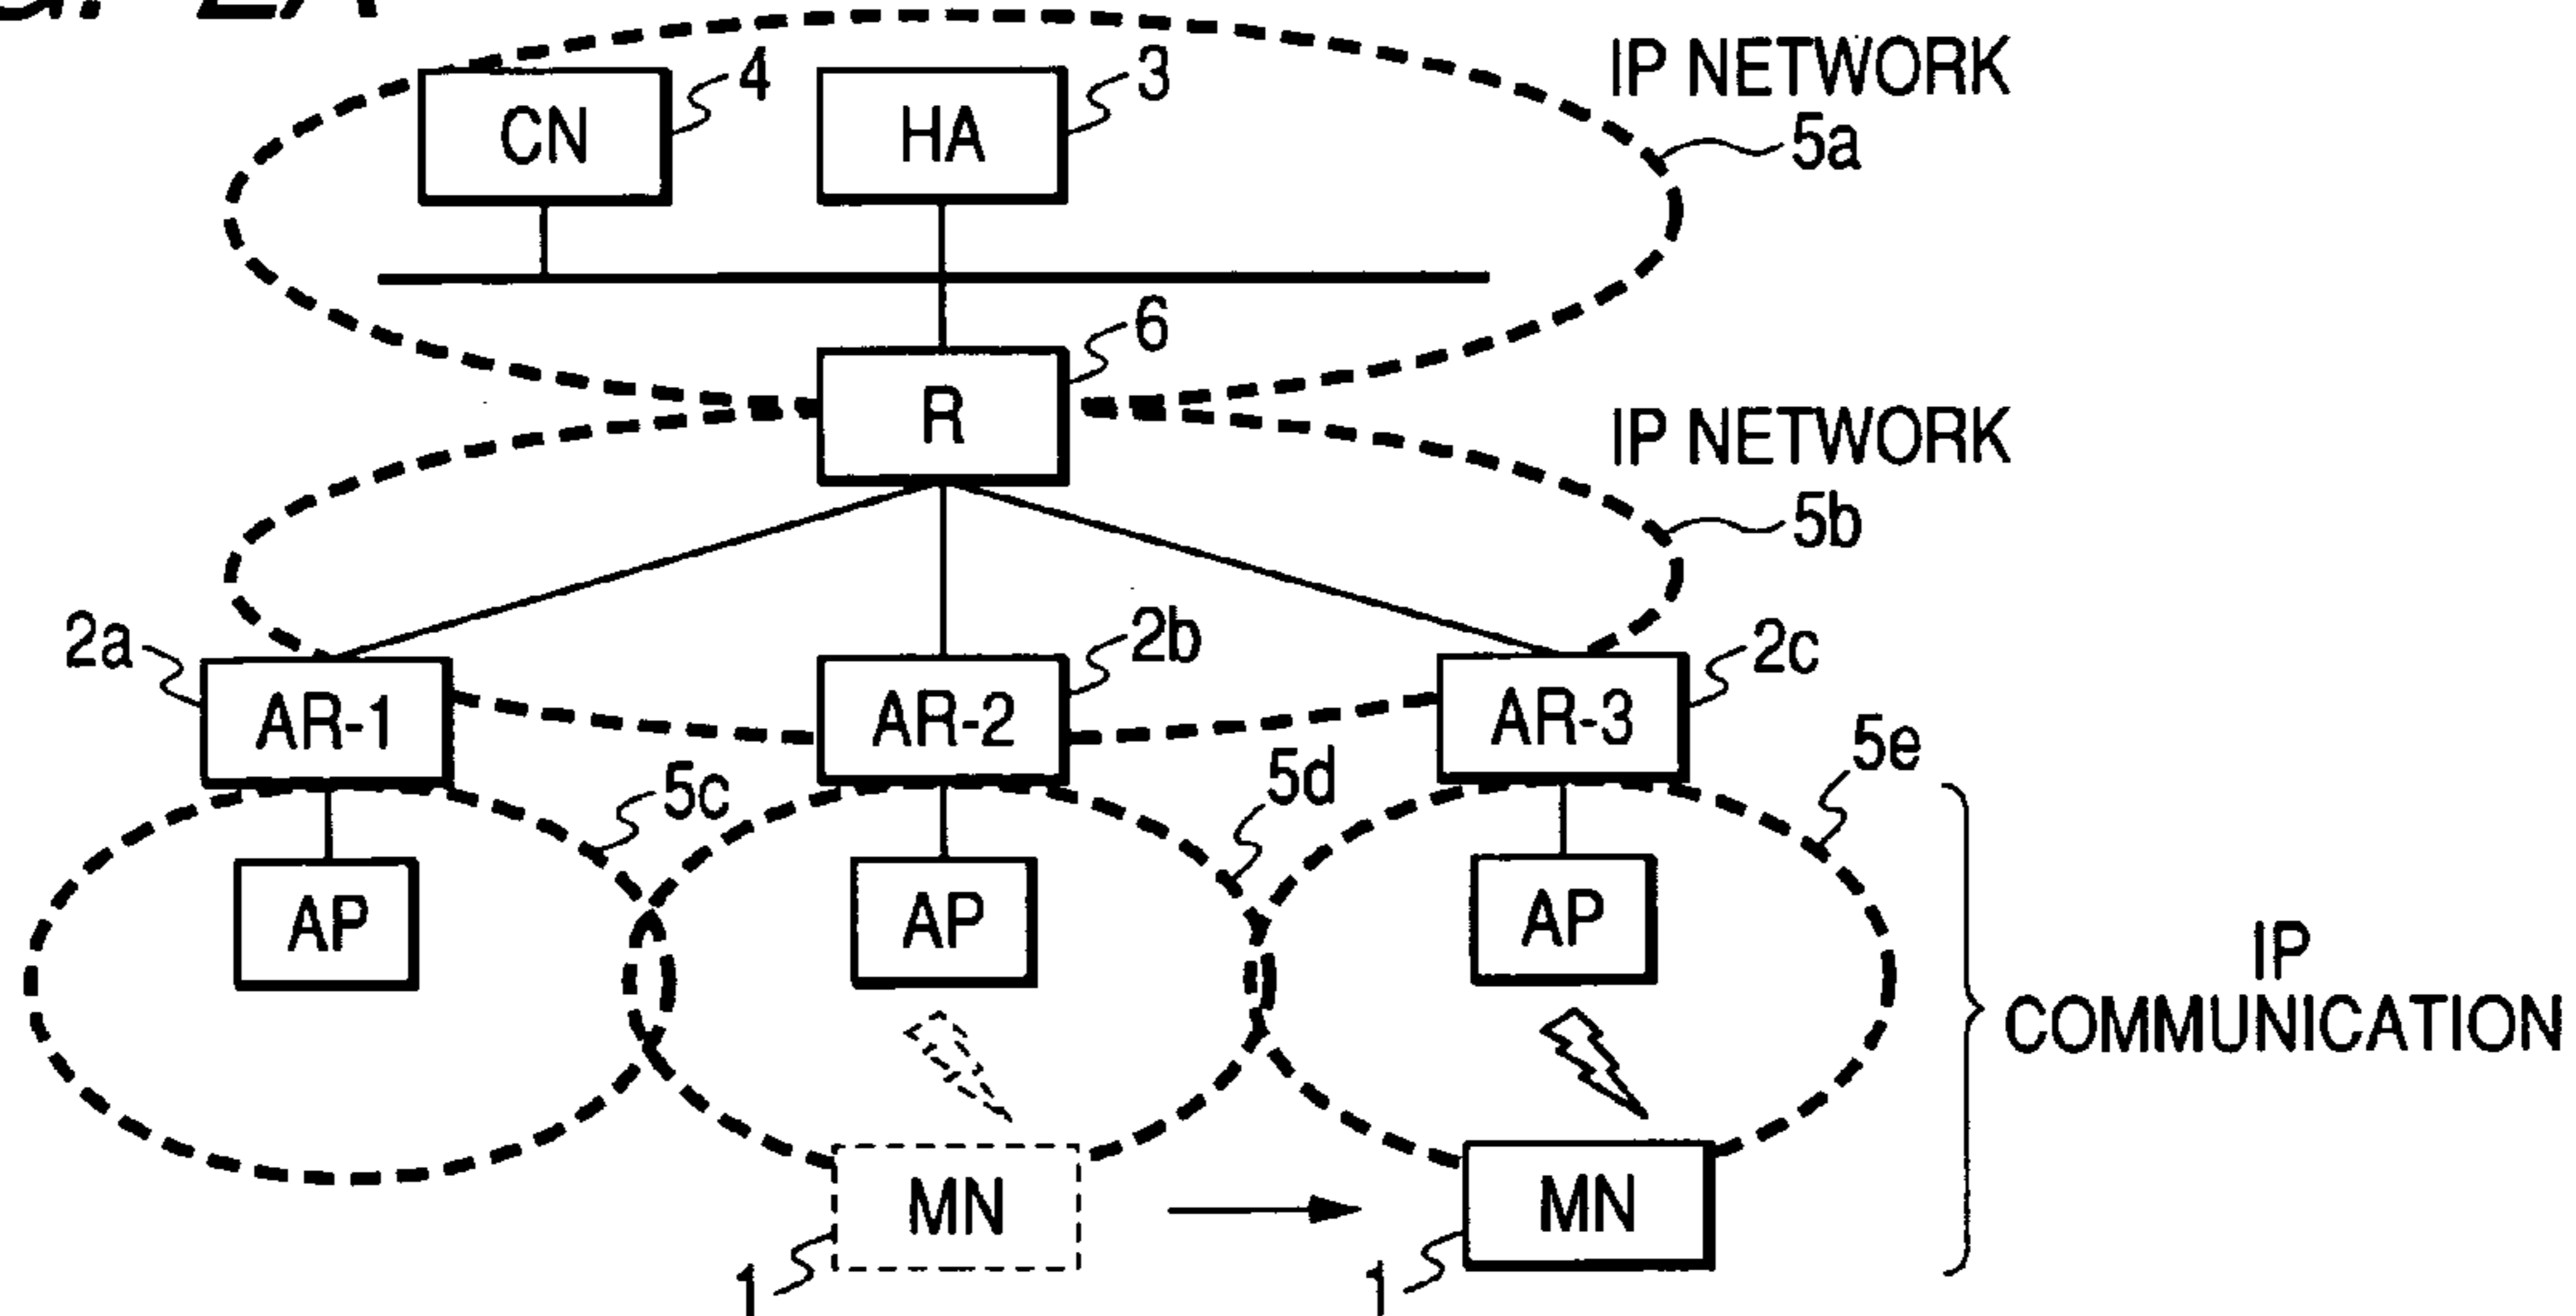 CN
4
HA
3
IP NETWORK
5a
R
6
IP NETWORK
5b
2a
AR-1
AR-2
2b
AR-3
2c
5c
5d
5e
AP
AP
AP
IP
COMMUNICATION
MN
MN
1
1